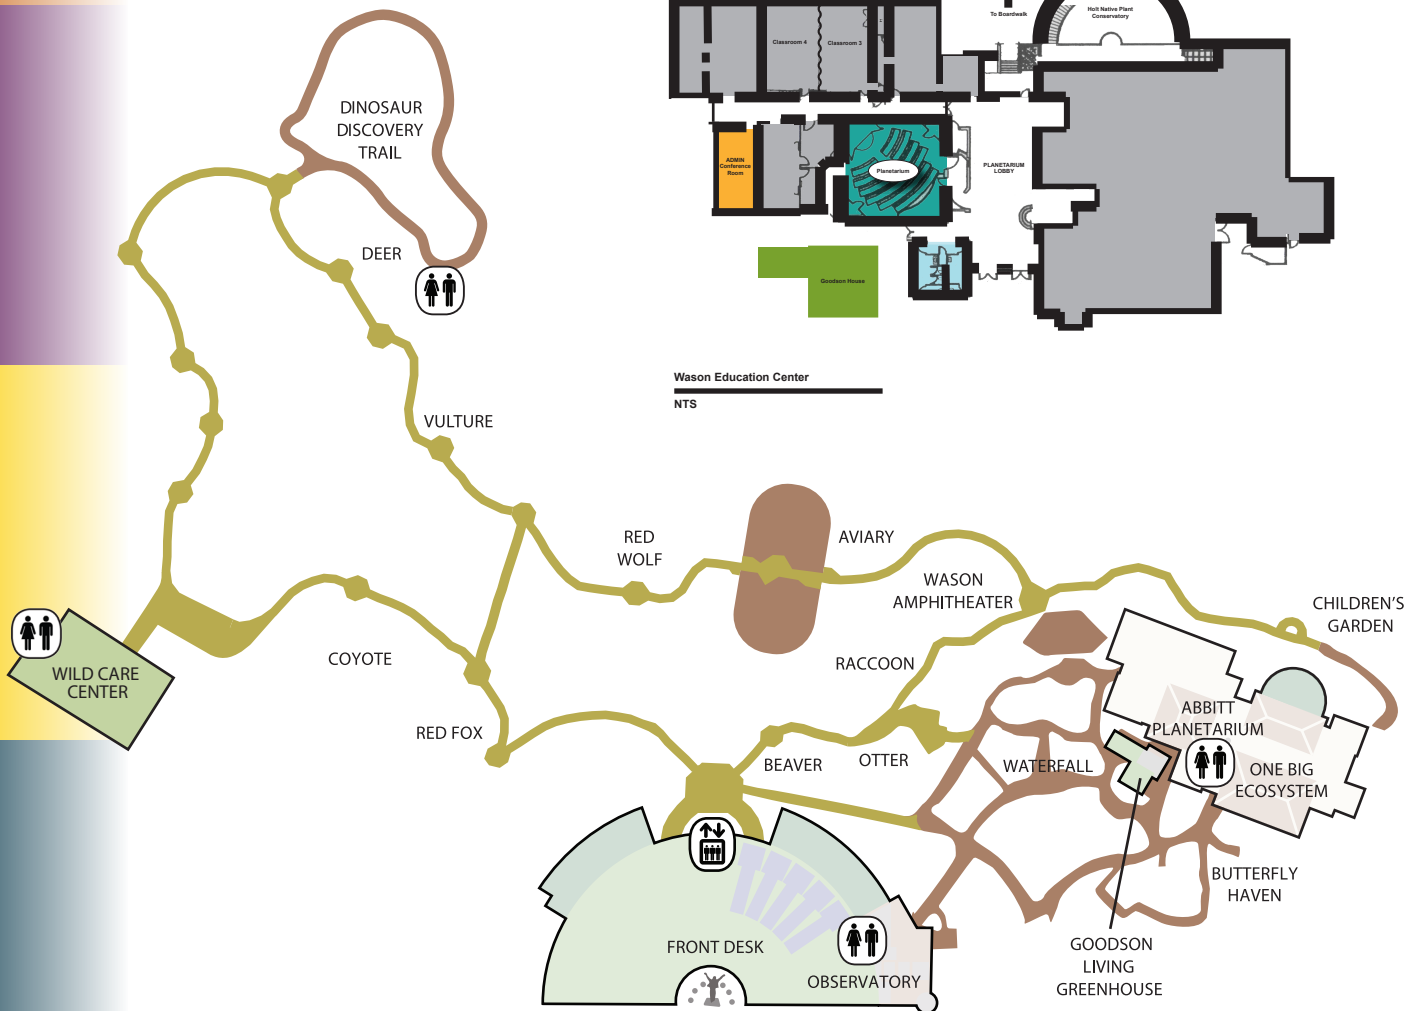 To Boardwalk
Holt Native Plant
Conservatory
Classroom 4
Classroom 3
ADMIN
Conference
Room
Planetarium
PLANETARIUM
LOBBY
Goodson House
Wason Education Center
NTS
DINOSAUR
DISCOVERY
TRAIL
DEER
VULTURE
RED
WOLF
AVIARY
WASON
AMPHITHEATER
CHILDREN'S
GARDEN
COYOTE
RACCOON
WILD CARE
CENTER
RED FOX
BEAVER
OTTER
WATERFALL
ABBITT
PLANETARIUM
ONE BIG
ECOSYSTEM
BUTTERFLY
HAVEN
FRONT DESK
OBSERVATORY
GOODSON
LIVING
GREENHOUSE